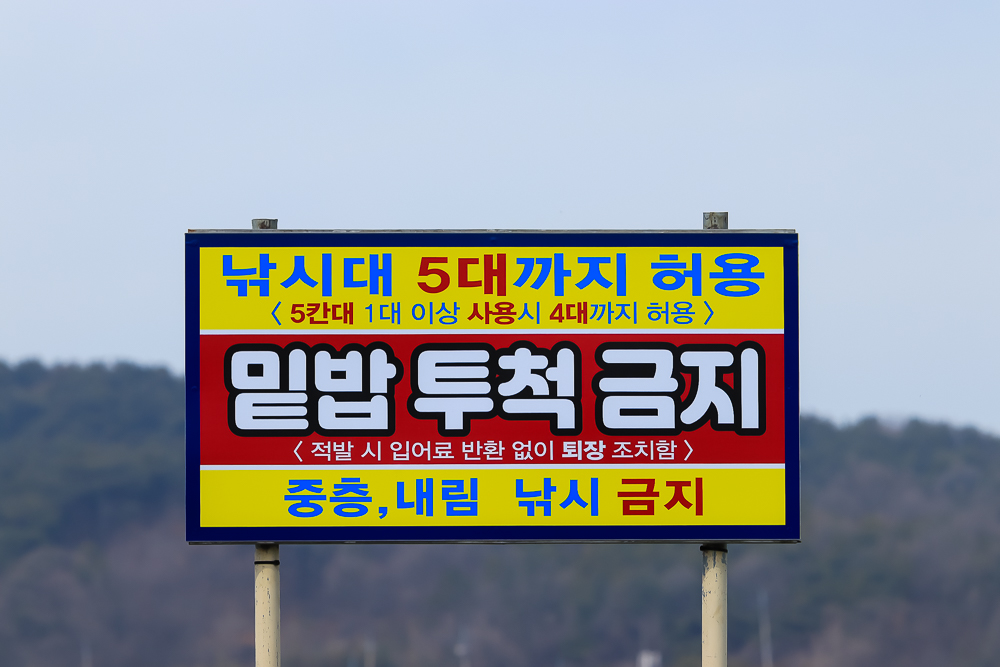 낚시대 5대까지 허용
〈 5칸대 1대 이상 사용시 4대까지 허용 〉
밑밥 투척 금지
〈 적발 시 입어료 반환 없이 퇴장 조치함 〉
중층,내림 낚시 금지